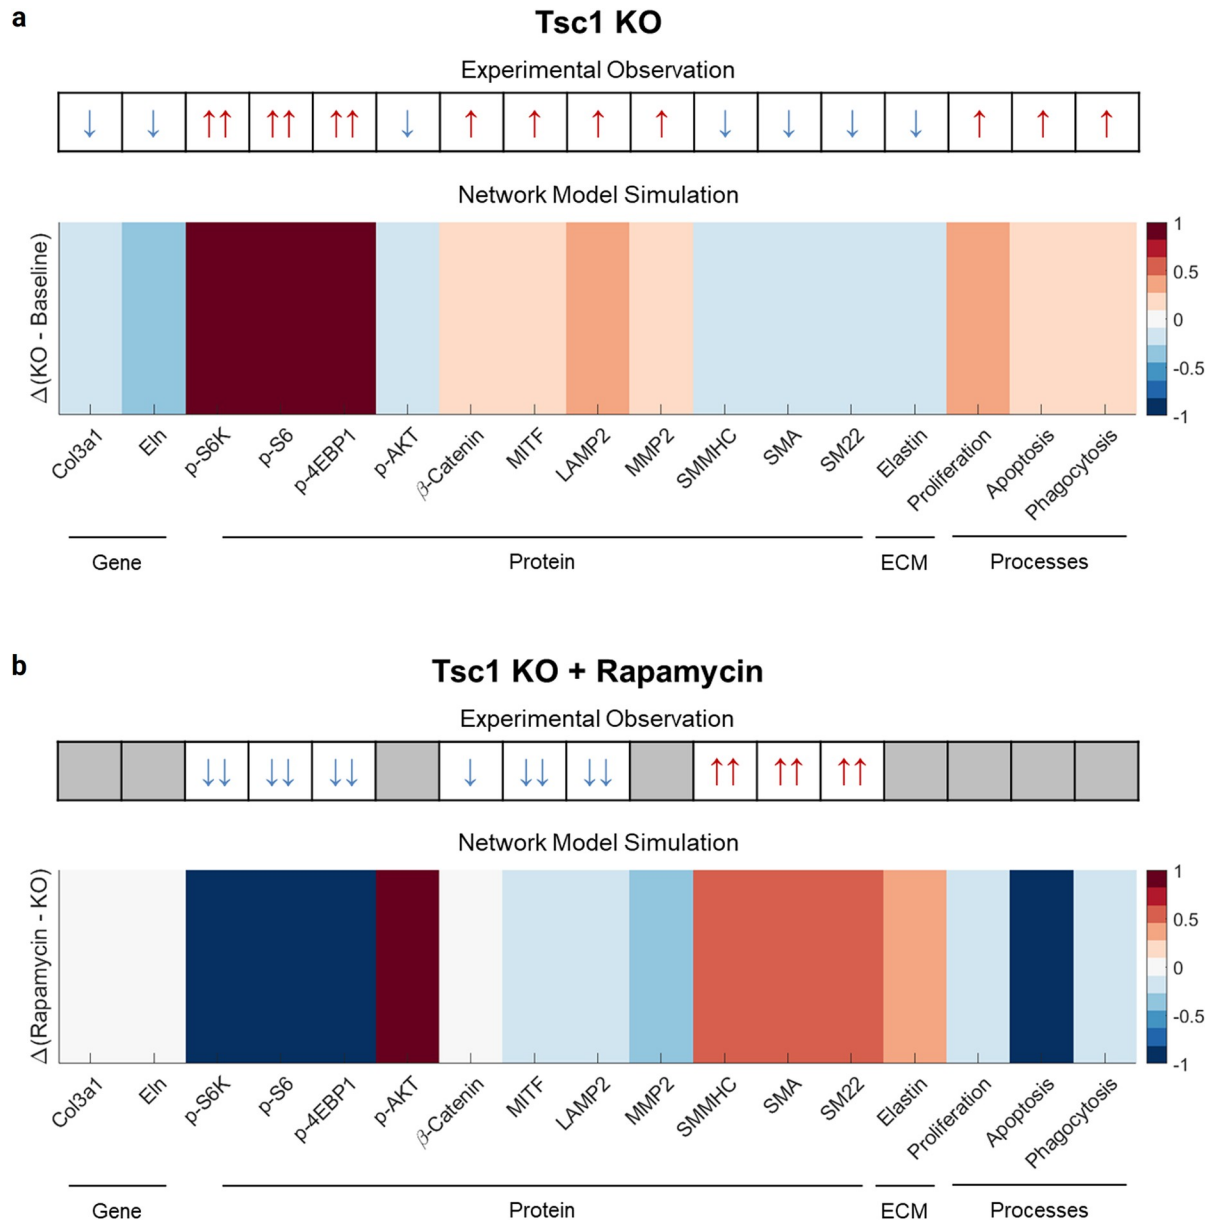 a
Tsc1 KO
Experimental Observation
↓ ↓ ↑↑ ↑↑ ↑↑ ↓ ↑ ↑ ↑ ↑ ↓ ↓ ↓ ↓ ↑ ↑ ↑
Network Model Simulation
Δ(KO - Baseline)
1
0.5
0
-0.5
-1
Col3a1
Eln
p-S6K
p-S6
p-4EBP1
p-AKT
β-Catenin
MITF
LAMP2
MMP2
SMMHC
SMA
SM22
Elastin
Proliferation
Apoptosis
Phagocytosis
Gene
Protein
ECM
Processes
b
Tsc1 KO + Rapamycin
Experimental Observation
↓↓ ↓↓ ↓↓ ↓ ↓↓ ↓↓ ↑↑ ↑↑ ↑↑
Network Model Simulation
Δ(Rapamycin - KO)
1
0.5
0
-0.5
-1
Col3a1
Eln
p-S6K
p-S6
p-4EBP1
p-AKT
β-Catenin
MITF
LAMP2
MMP2
SMMHC
SMA
SM22
Elastin
Proliferation
Apoptosis
Phagocytosis
Gene
Protein
ECM
Processes